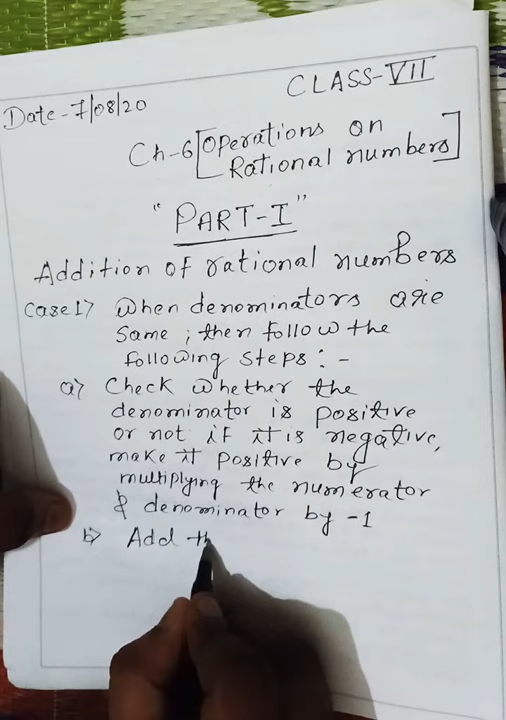 CLASS-VII
Date-7/08/20
Ch-6[Operations on
Rational numbers]
"PART-I"
Addition of rational numbers
Case 1> When denominators are
Same ; then follow the
following steps : -
a> Check whether the
denominator is positive
or not if it is negative,
make it positive by
multiplying the numerator
& denominator by -1
b> Add th